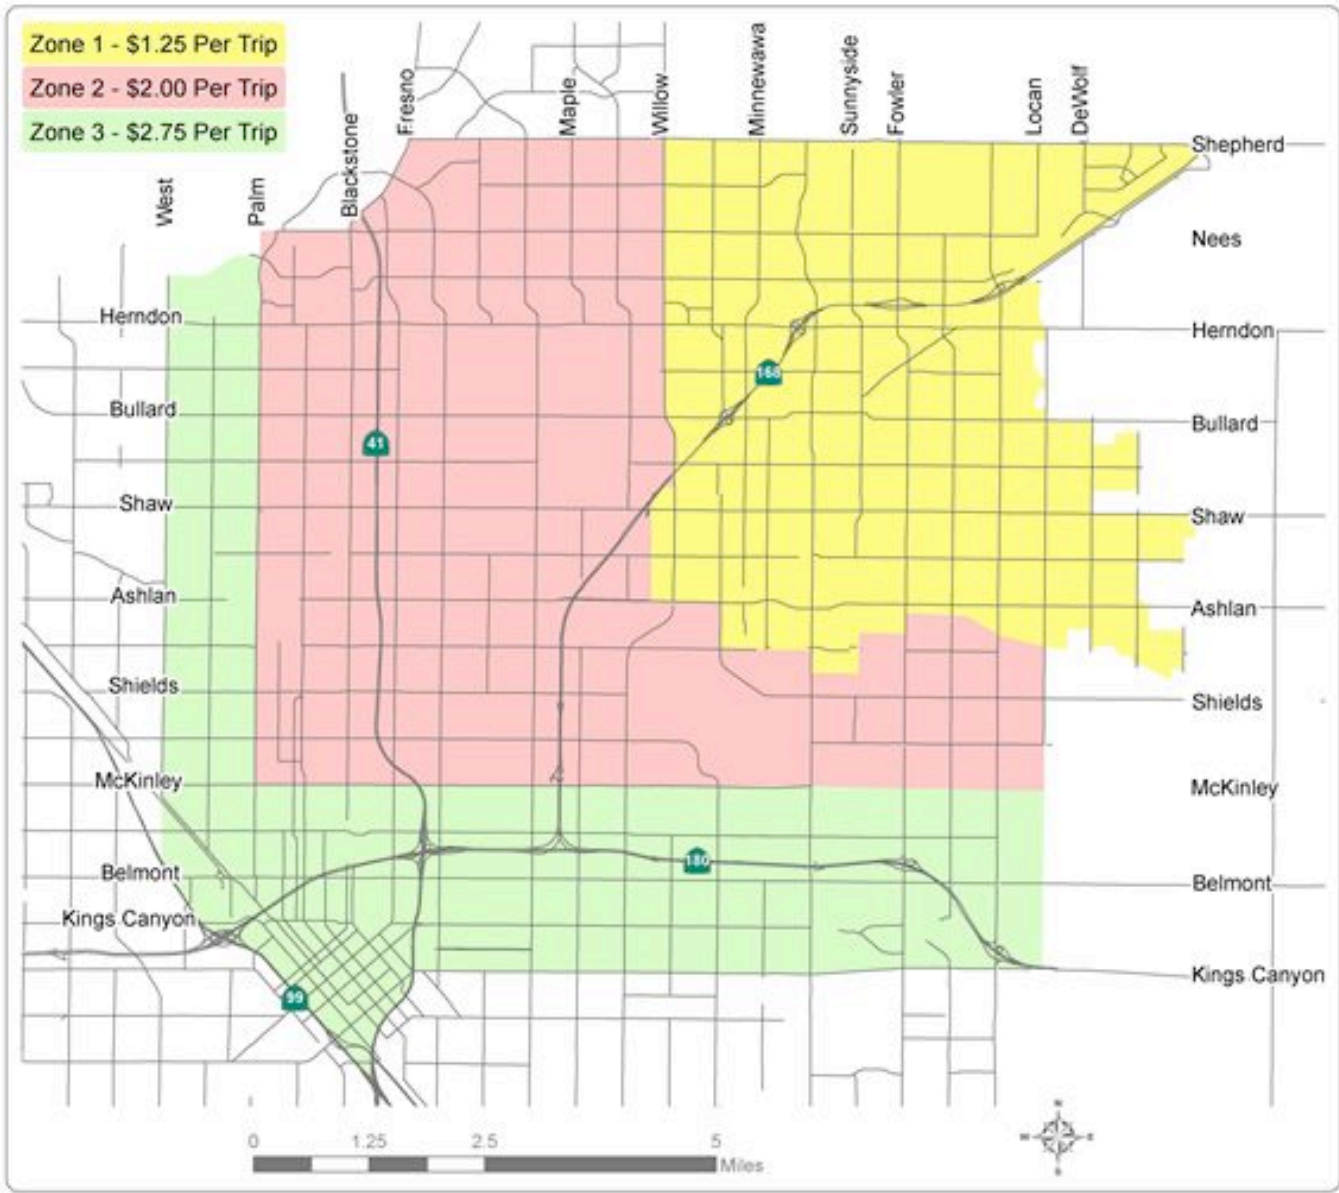 Zone 1 - $1.25 Per Trip
Zone 2 - $2.00 Per Trip
Zone 3 - $2.75 Per Trip
West
Palm
Blackstone
Fresno
Maple
Willow
Minnewawa
Sunnyside
Fowler
Locan
DeWolf
Shepherd
Nees
Herndon
Herndon
168
Bullard
Bullard
41
Shaw
Shaw
Ashlan
Ashlan
Shields
Shields
McKinley
McKinley
180
Belmont
Belmont
Kings Canyon
Kings Canyon
99
0 1.25 2.5 5
Miles
N
W E
S